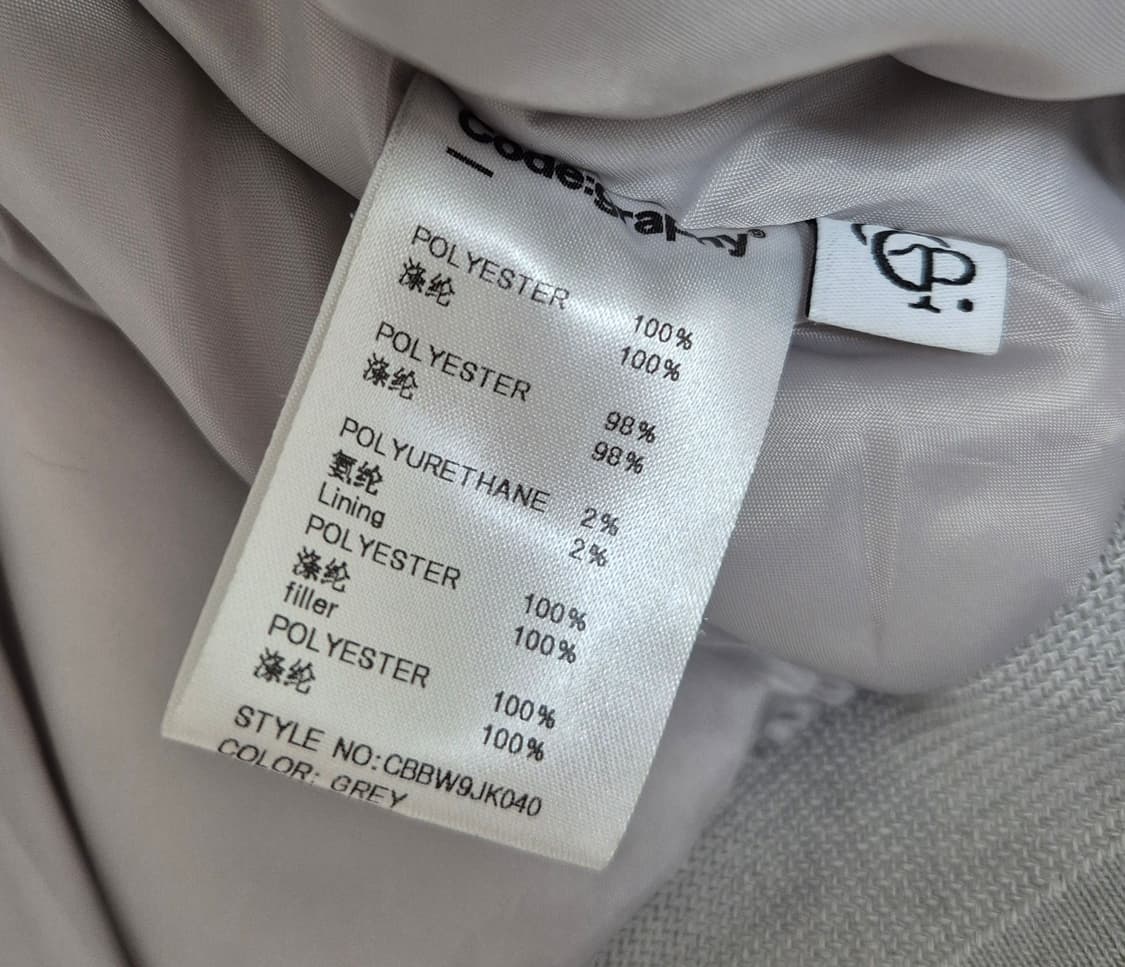 Code:graphy®
POLYESTER 100%
涤纶 100%
POLYESTER 98%
涤纶 98%
POLYURETHANE 2%
氨纶 2%
Lining
POLYESTER 100%
涤纶 100%
filler
POLYESTER 100%
涤纶 100%
STYLE NO:CBBW9JK040
COLOR: GREY